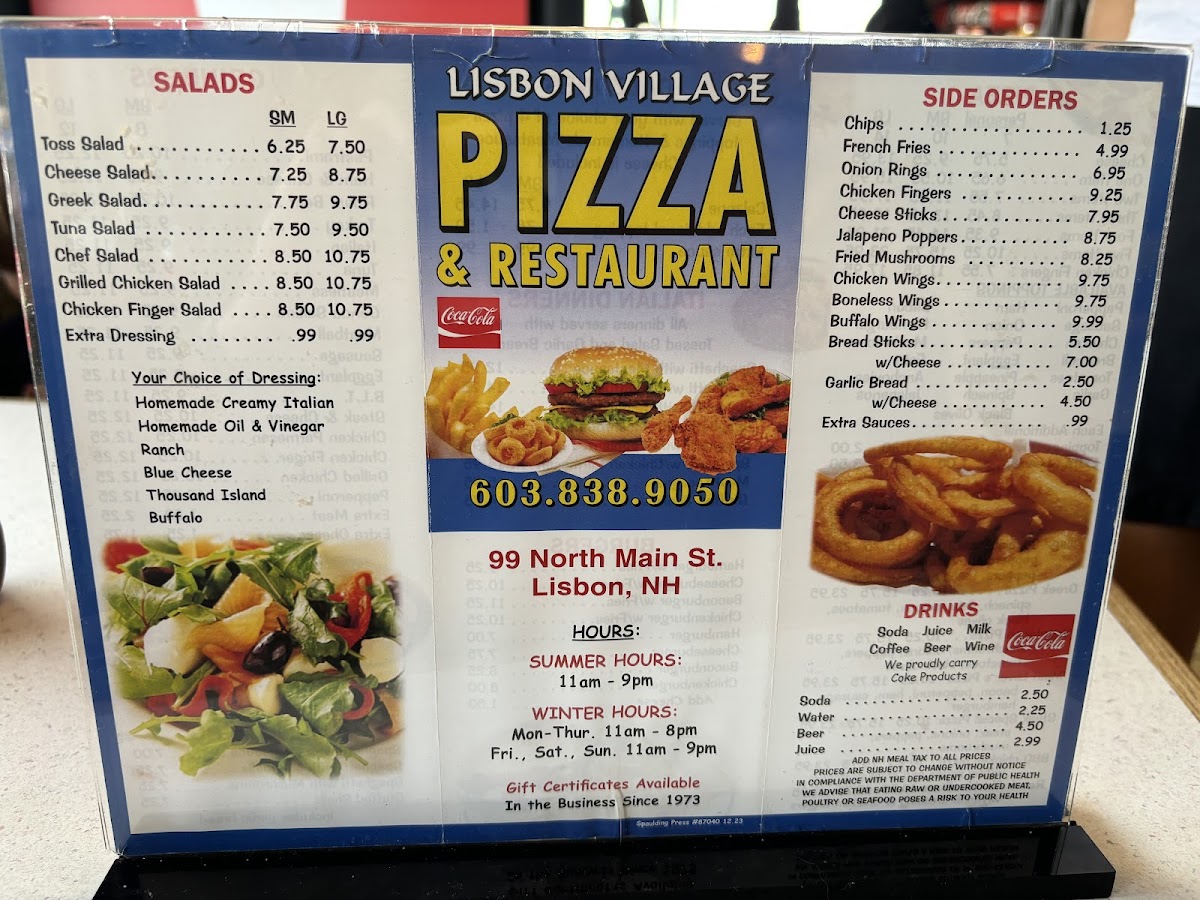 SALADS
SM LG
Toss Salad . . . . . . . . . . . . 6.25 7.50
Cheese Salad. . . . . . . . . . 7.25 8.75
Greek Salad. . . . . . . . . . . 7.75 9.75
Tuna Salad . . . . . . . . . . . 7.50 9.50
Chef Salad . . . . . . . . . . . 8.50 10.75
Grilled Chicken Salad . . . . 8.50 10.75
Chicken Finger Salad . . . . 8.50 10.75
Extra Dressing . . . . . . . . .99 .99
Your Choice of Dressing:
Homemade Creamy Italian
Homemade Oil & Vinegar
Ranch
Blue Cheese
Thousand Island
Buffalo
LISBON VILLAGE
PIZZA
& RESTAURANT
Coca-Cola
603.838.9050
99 North Main St.
Lisbon, NH
HOURS:
SUMMER HOURS:
11am - 9pm
WINTER HOURS:
Mon-Thur. 11am - 8pm
Fri., Sat., Sun. 11am - 9pm
Gift Certificates Available
In the Business Since 1973
Spaulding Press #87040 12.23
SIDE ORDERS
Chips . . . . . . . . . . . . . . . . . . . . 1.25
French Fries . . . . . . . . . . . . . . . 4.99
Onion Rings . . . . . . . . . . . . . . . 6.95
Chicken Fingers . . . . . . . . . . . . 9.25
Cheese Sticks . . . . . . . . . . . . . . 7.95
Jalapeno Poppers. . . . . . . . . . . 8.75
Fried Mushrooms . . . . . . . . . . . 8.25
Chicken Wings. . . . . . . . . . . . . . 9.75
Boneless Wings . . . . . . . . . . . . . 9.75
Buffalo Wings . . . . . . . . . . . . . . 9.99
Bread Sticks . . . . . . . . . . . . . . . 5.50
w/Cheese . . . . . . . . . . . . 7.00
Garlic Bread . . . . . . . . . . . . . . . 2.50
w/Cheese . . . . . . . . . . . . 4.50
Extra Sauces. . . . . . . . . . . . . . . .99
DRINKS
Soda Juice Milk
Coffee Beer Wine
We proudly carry
Coke Products
Coca-Cola
Soda . . . . . . . . . . . . . . . . . . . 2.50
Water . . . . . . . . . . . . . . . . . . 2.25
Beer . . . . . . . . . . . . . . . . . . . 4.50
Juice . . . . . . . . . . . . . . . . . . 2.99
ADD NH MEAL TAX TO ALL PRICES
PRICES ARE SUBJECT TO CHANGE WITHOUT NOTICE
IN COMPLIANCE WITH THE DEPARTMENT OF PUBLIC HEALTH
WE ADVISE THAT EATING RAW OR UNDERCOOKED MEAT,
POULTRY OR SEAFOOD POSES A RISK TO YOUR HEALTH